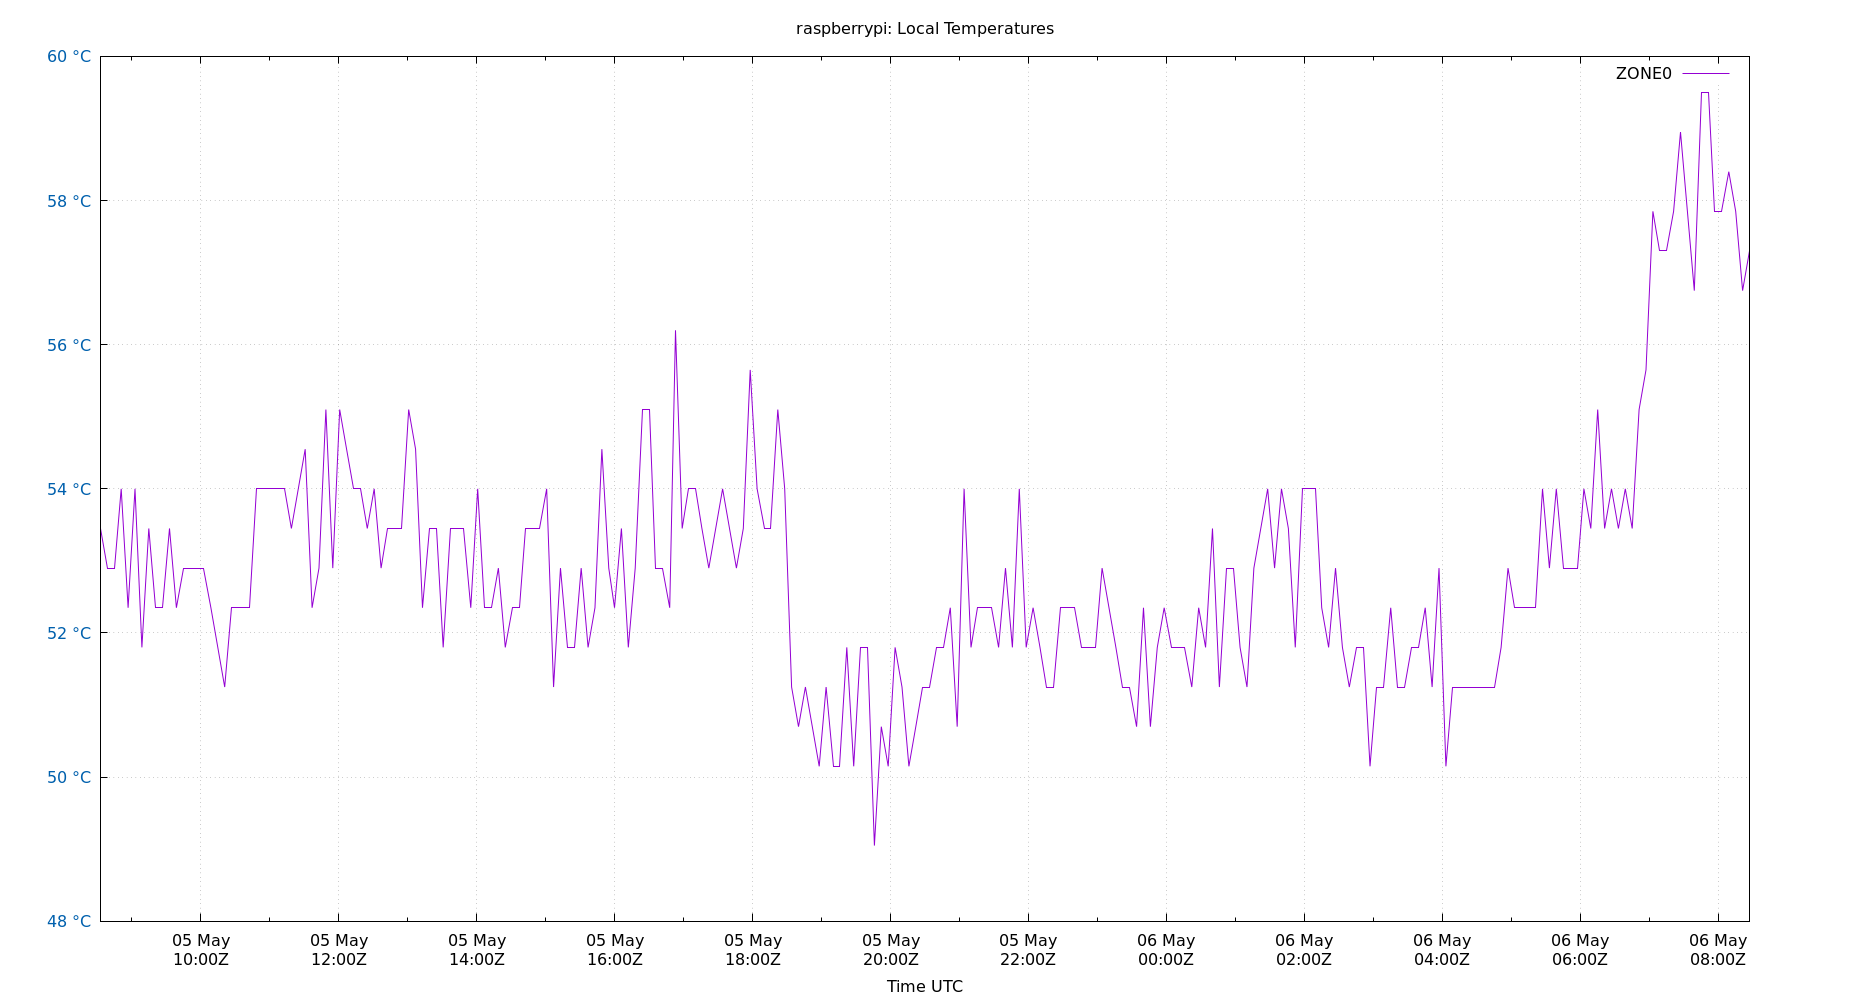 raspberrypi: Local Temperatures
60 °C
ZONE0
58 °C
56 °C
54 °C
52 °C
50 °C
48 °C
05 May 05 May 05 May 05 May 05 May 05 May 05 May 06 May 06 May 06 May 06 May 06 May
10:00Z 12:00Z 14:00Z 16:00Z 18:00Z 20:00Z 22:00Z 00:00Z 02:00Z 04:00Z 06:00Z 08:00Z
Time UTC